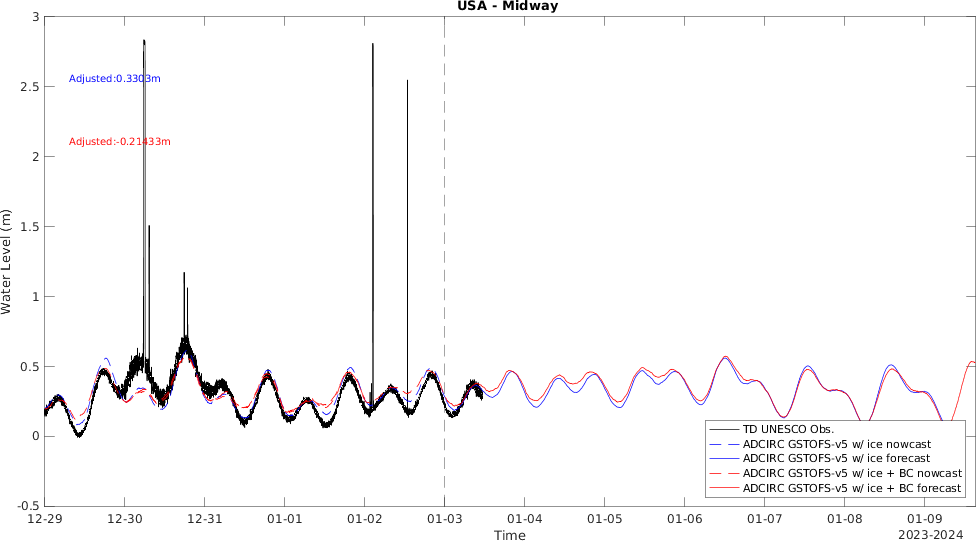 USA - Midway
3
2.5
2
1.5
1
0.5
0
-0.5
Water Level (m)
Adjusted:0.3303m
Adjusted:-0.21433m
TD UNESCO Obs.
ADCIRC GSTOFS-v5 w/ ice nowcast
ADCIRC GSTOFS-v5 w/ ice forecast
ADCIRC GSTOFS-v5 w/ ice + BC nowcast
ADCIRC GSTOFS-v5 w/ ice + BC forecast
12-29 12-30 12-31 01-01 01-02 01-03 01-04 01-05 01-06 01-07 01-08 01-09
Time
2023-2024